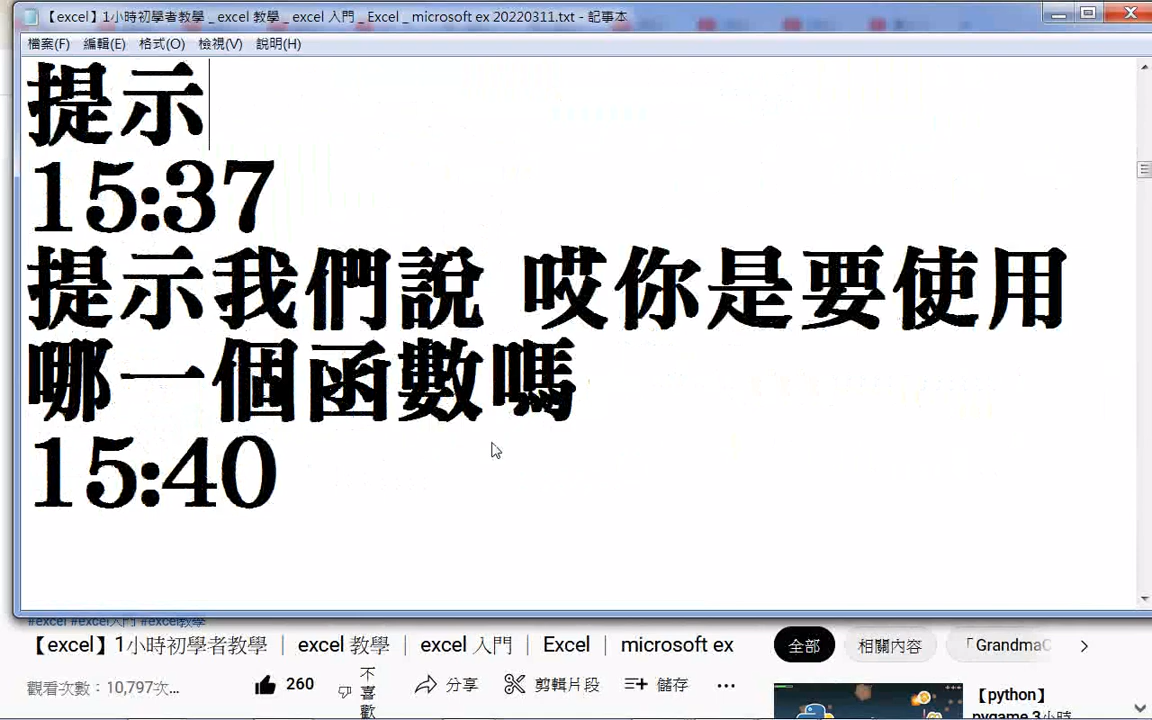 【excel】1小時初學者教學 _ excel 教學 _ excel 入門 _ Excel _ microsoft ex 20220311.txt - 記事本
檔案(F) 編輯(E) 格式(O) 檢視(V) 說明(H)
提示
15:37
提示我們說 哎你是要使用
哪一個函數嗎
15:40
#excel #excel入門 #excel教學
【excel】1小時初學者教學 | excel 教學 | excel 入門 | Excel | microsoft ex
全部 相關內容 「GrandmaC
觀看次數：10,797次...
260
不喜歡
分享
剪輯片段
儲存
【python】
pygame 3小時